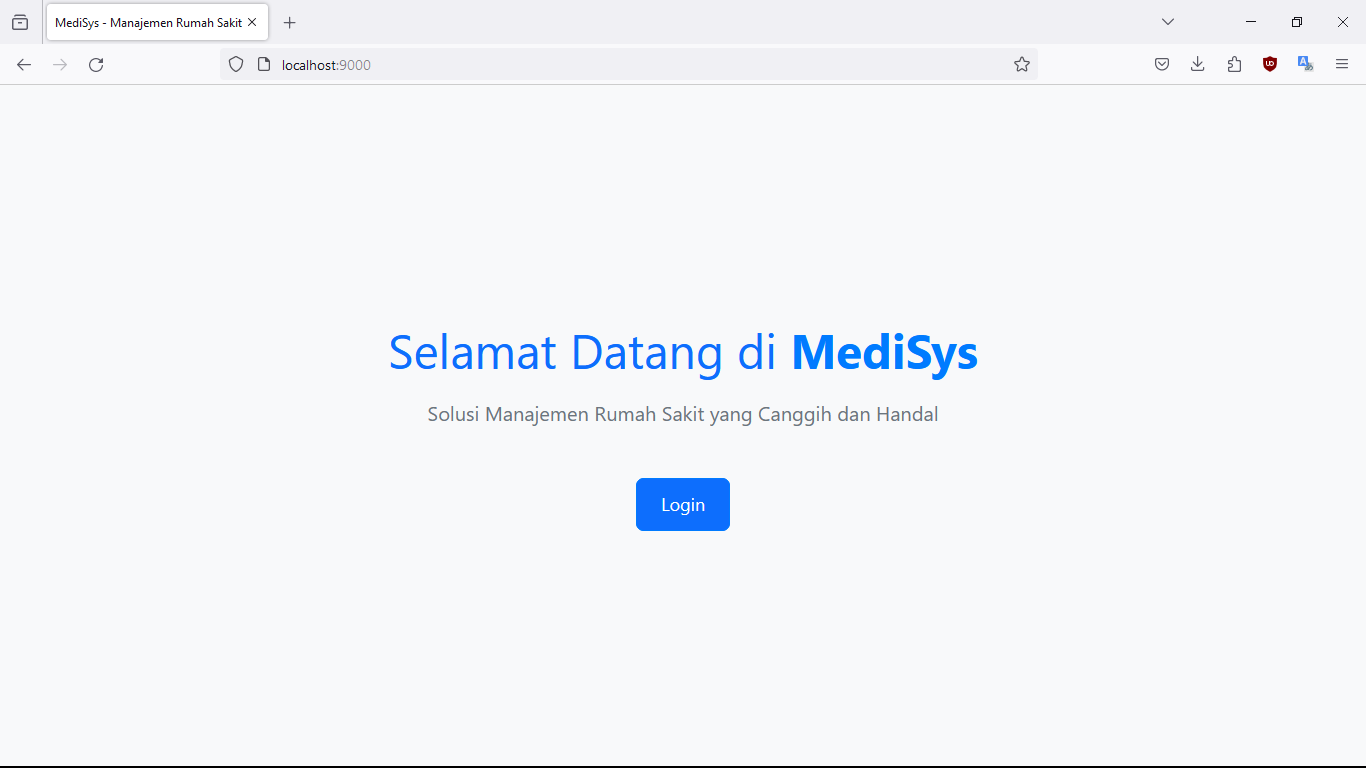 MediSys - Manajemen Rumah Sakit
localhost:9000
Selamat Datang di MediSys
Solusi Manajemen Rumah Sakit yang Canggih dan Handal
Login